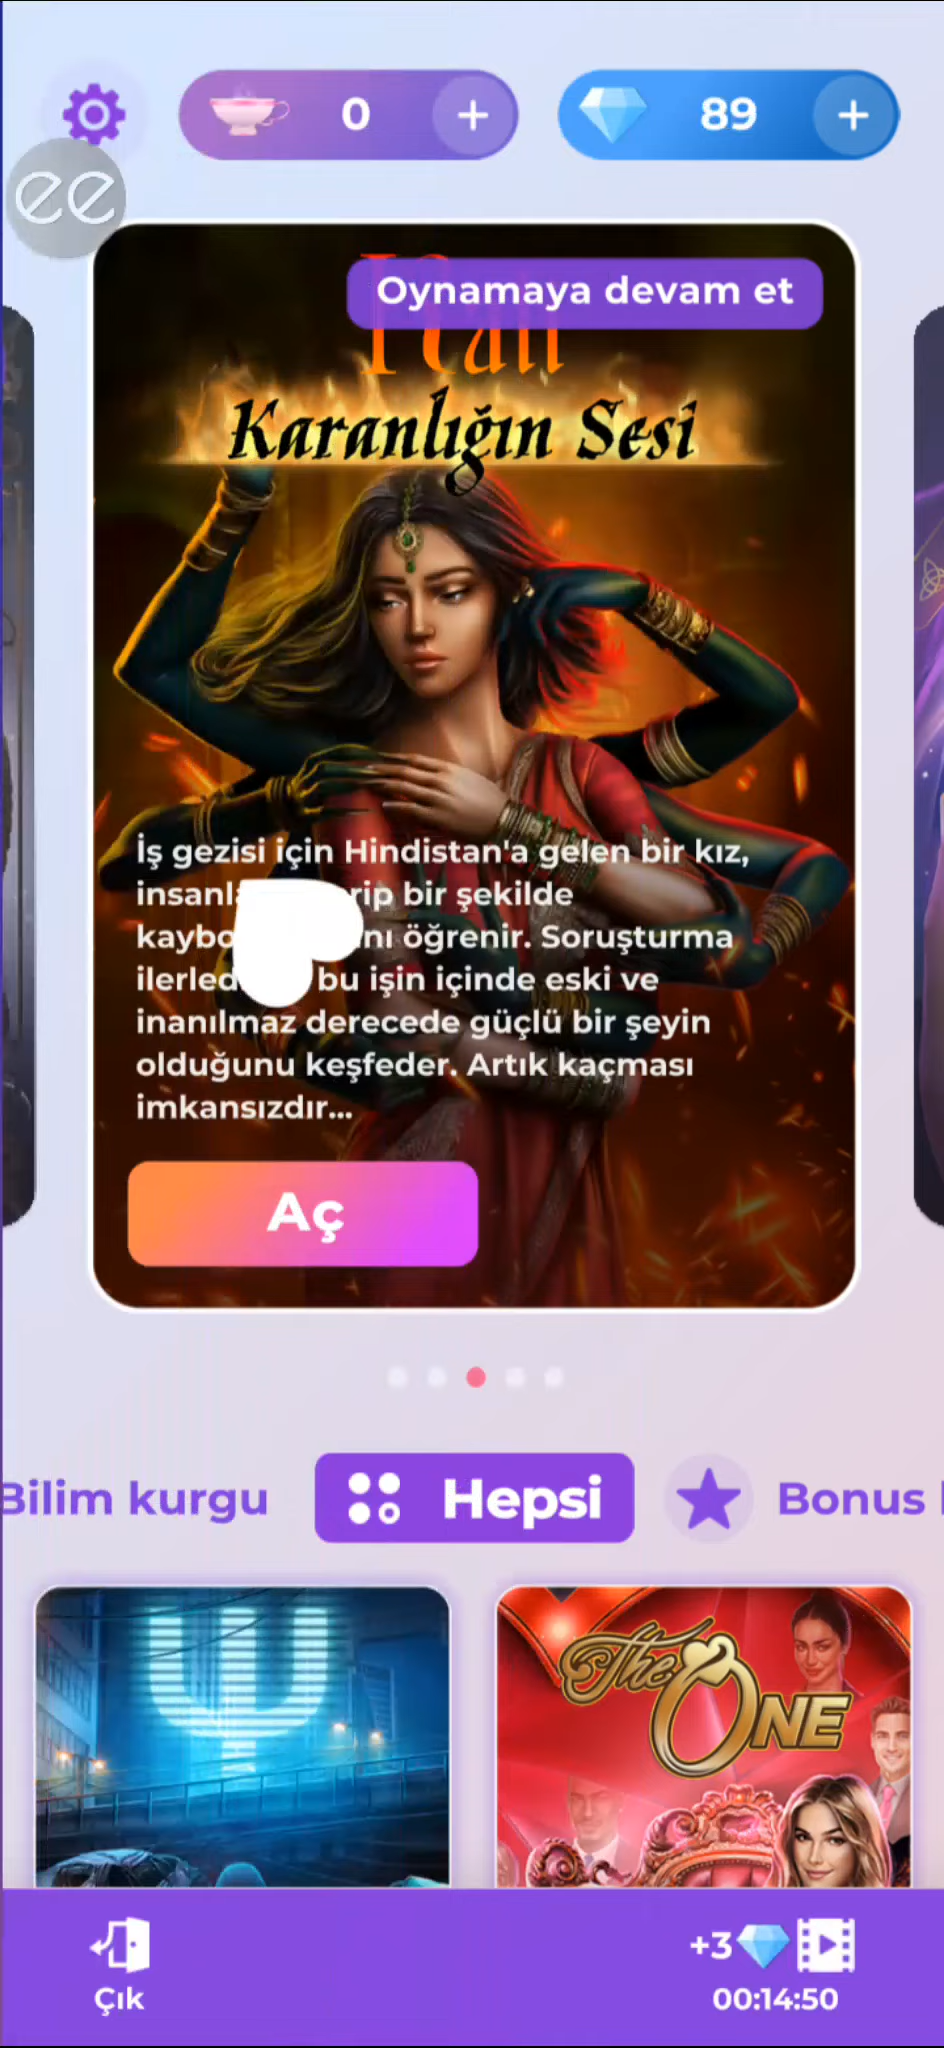 0
+
89
+
ee
Oynamaya devam et
Karanlığın Sesi
İş gezisi için Hindistan'a gelen bir kız,
bir şekilde
öğrenir. Soruşturma
bu işin içinde eski ve
inanılmaz derecede güçlü bir şeyin
olduğunu keşfeder. Artık kaçması
imkansızdır...
Aç
Bilim kurgu
Hepsi
Bonus
The One
Çık
+3
00:14:50